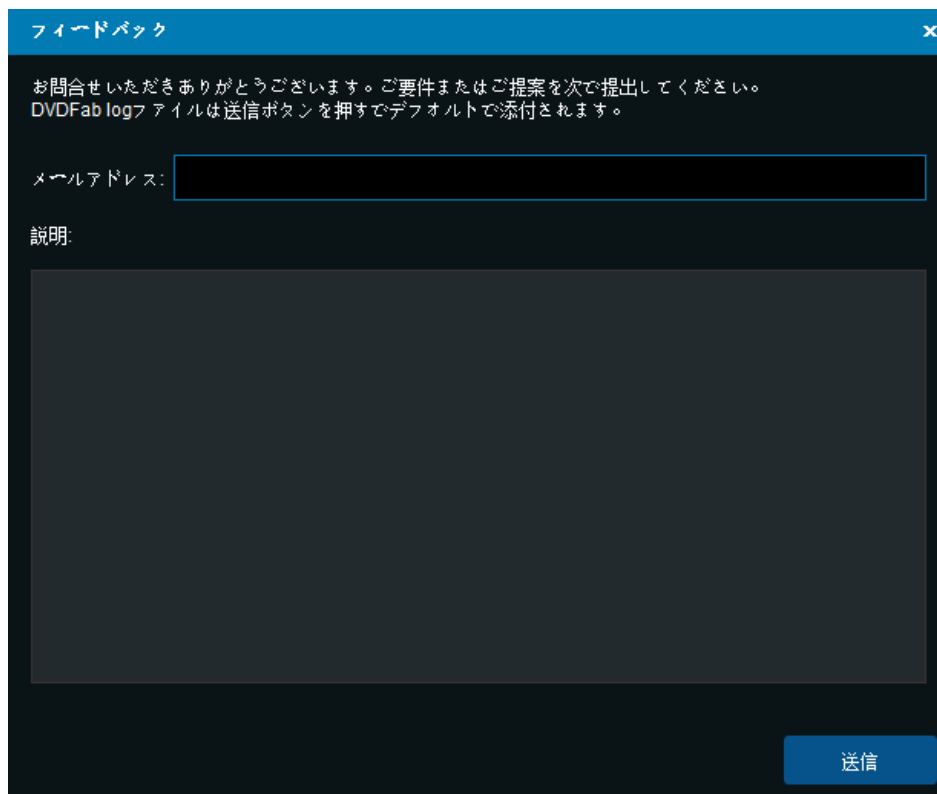 フィードバック
お問合せいただきありがとうございます。ご要件またはご提案を次で提出してください。
DVDFab logファイルは送信ボタンを押すでデフォルトで添付されます。
メールアドレス:
説明:
送信